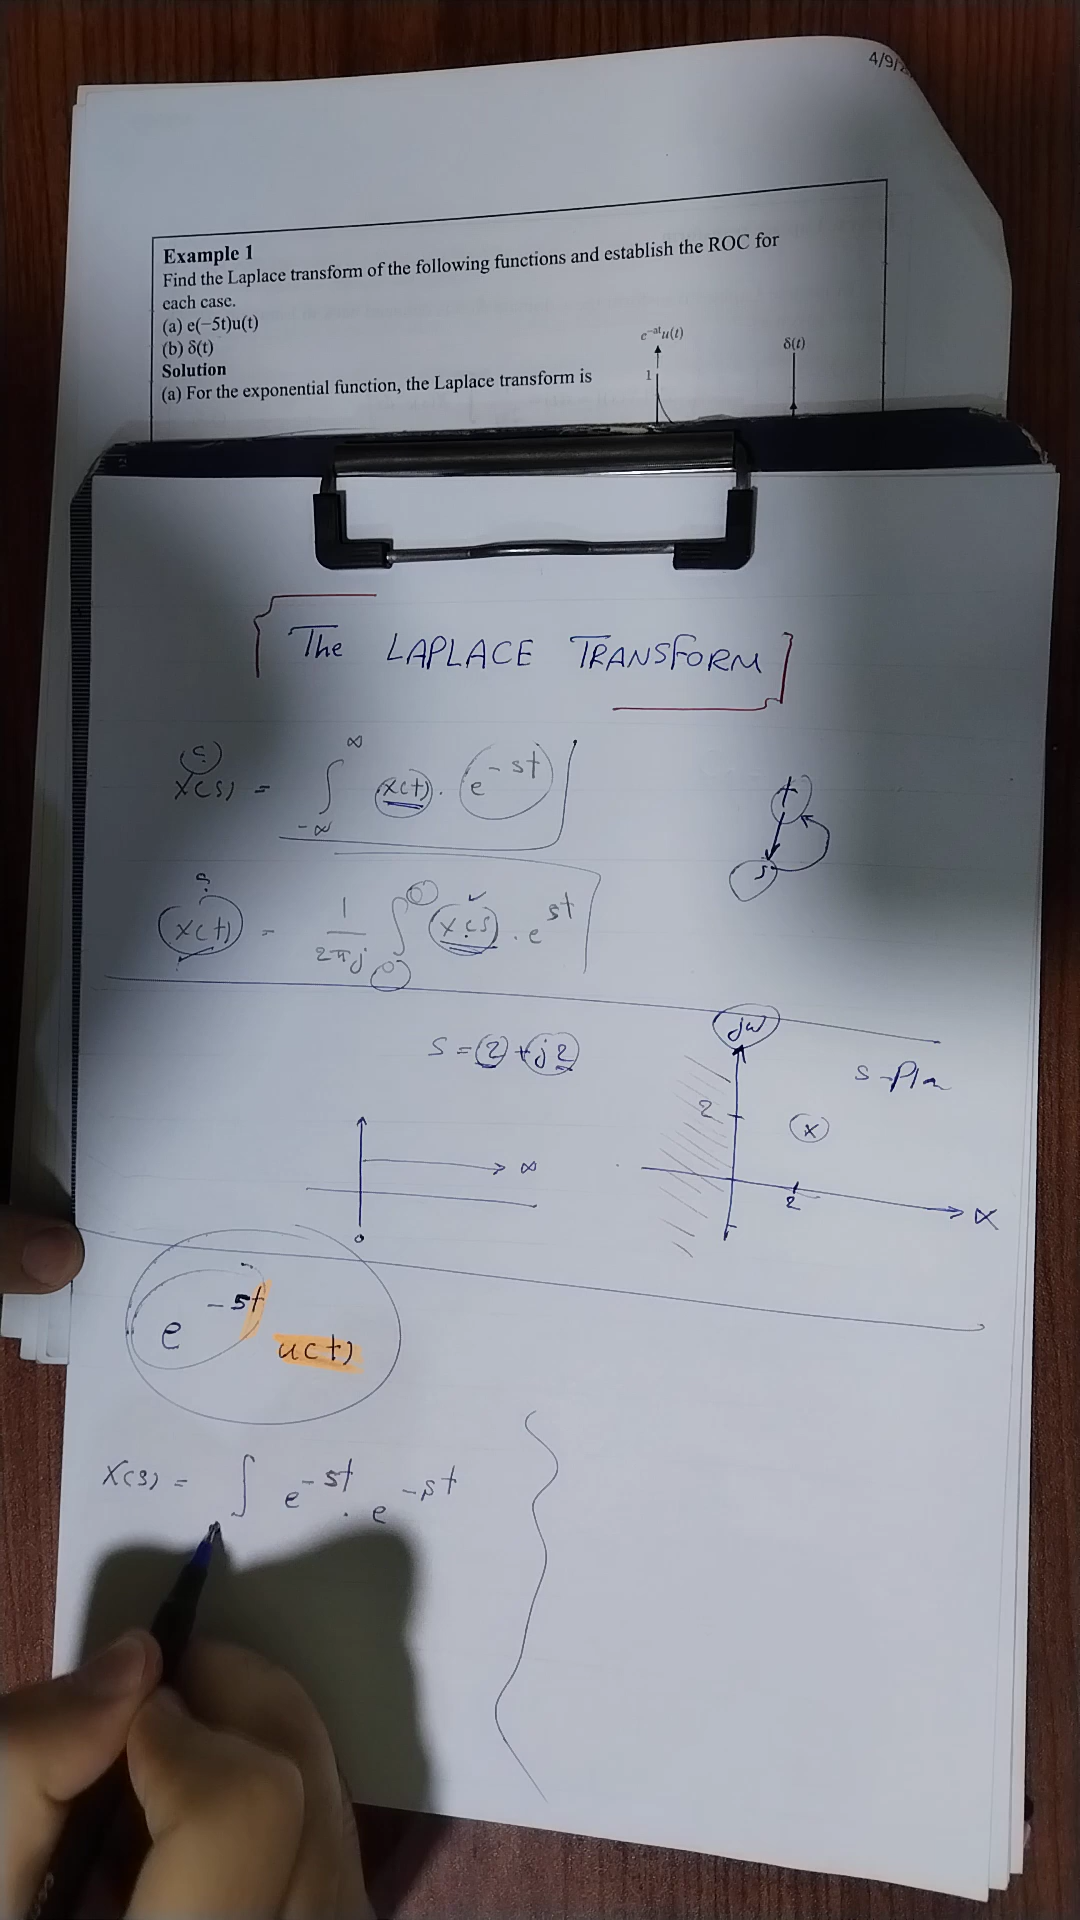 4/9/2
Example 1
Find the Laplace transform of the following functions and establish the ROC for
each case.
(a) e(−5t)u(t)
(b) δ(t)
Solution
(a) For the exponential function, the Laplace transform is
e^-at u(t)
δ(t)
1
The LAPLACE TRANSFORM
?
X(s) = ∫_-∞^∞ x(t) . e^-st
t
s
?
x(t) = 1/2πj ∫ X(s) . e^st
s = 2 + j2
jω
s-Pla
2
x
2
∝
∞
0
e^-5t u(t)
X(s) = ∫ e^-5t . e^-st